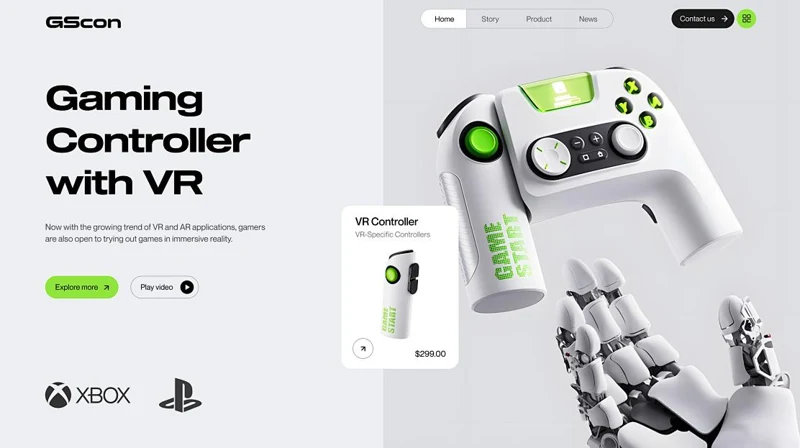 GScon
Home
Story
Product
News
Contact us
Gaming
Controller
with VR
Now with the growing trend of VR and AR applications, gamers
are also open to trying out games in immersive reality.
Explore more
Play video
XBOX
VR Controller
VR-Specific Controllers
GAME
START
$299.00
X
Y
A
B
GAME
START